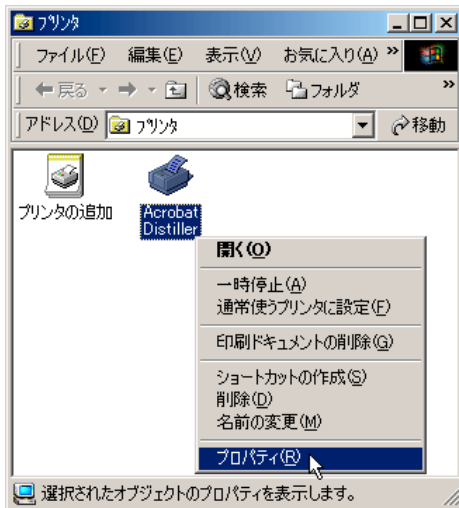 プリンタ
ファイル(F) 編集(E) 表示(V) お気に入り(A) »
戻る 検索 フォルダ »
アドレス(D) プリンタ 移動
プリンタの追加
Acrobat
Distiller
開く(O)
一時停止(A)
通常使うプリンタに設定(F)
印刷ドキュメントの削除(G)
ショートカットの作成(S)
削除(D)
名前の変更(M)
プロパティ(R)
選択されたオブジェクトのプロパティを表示します。